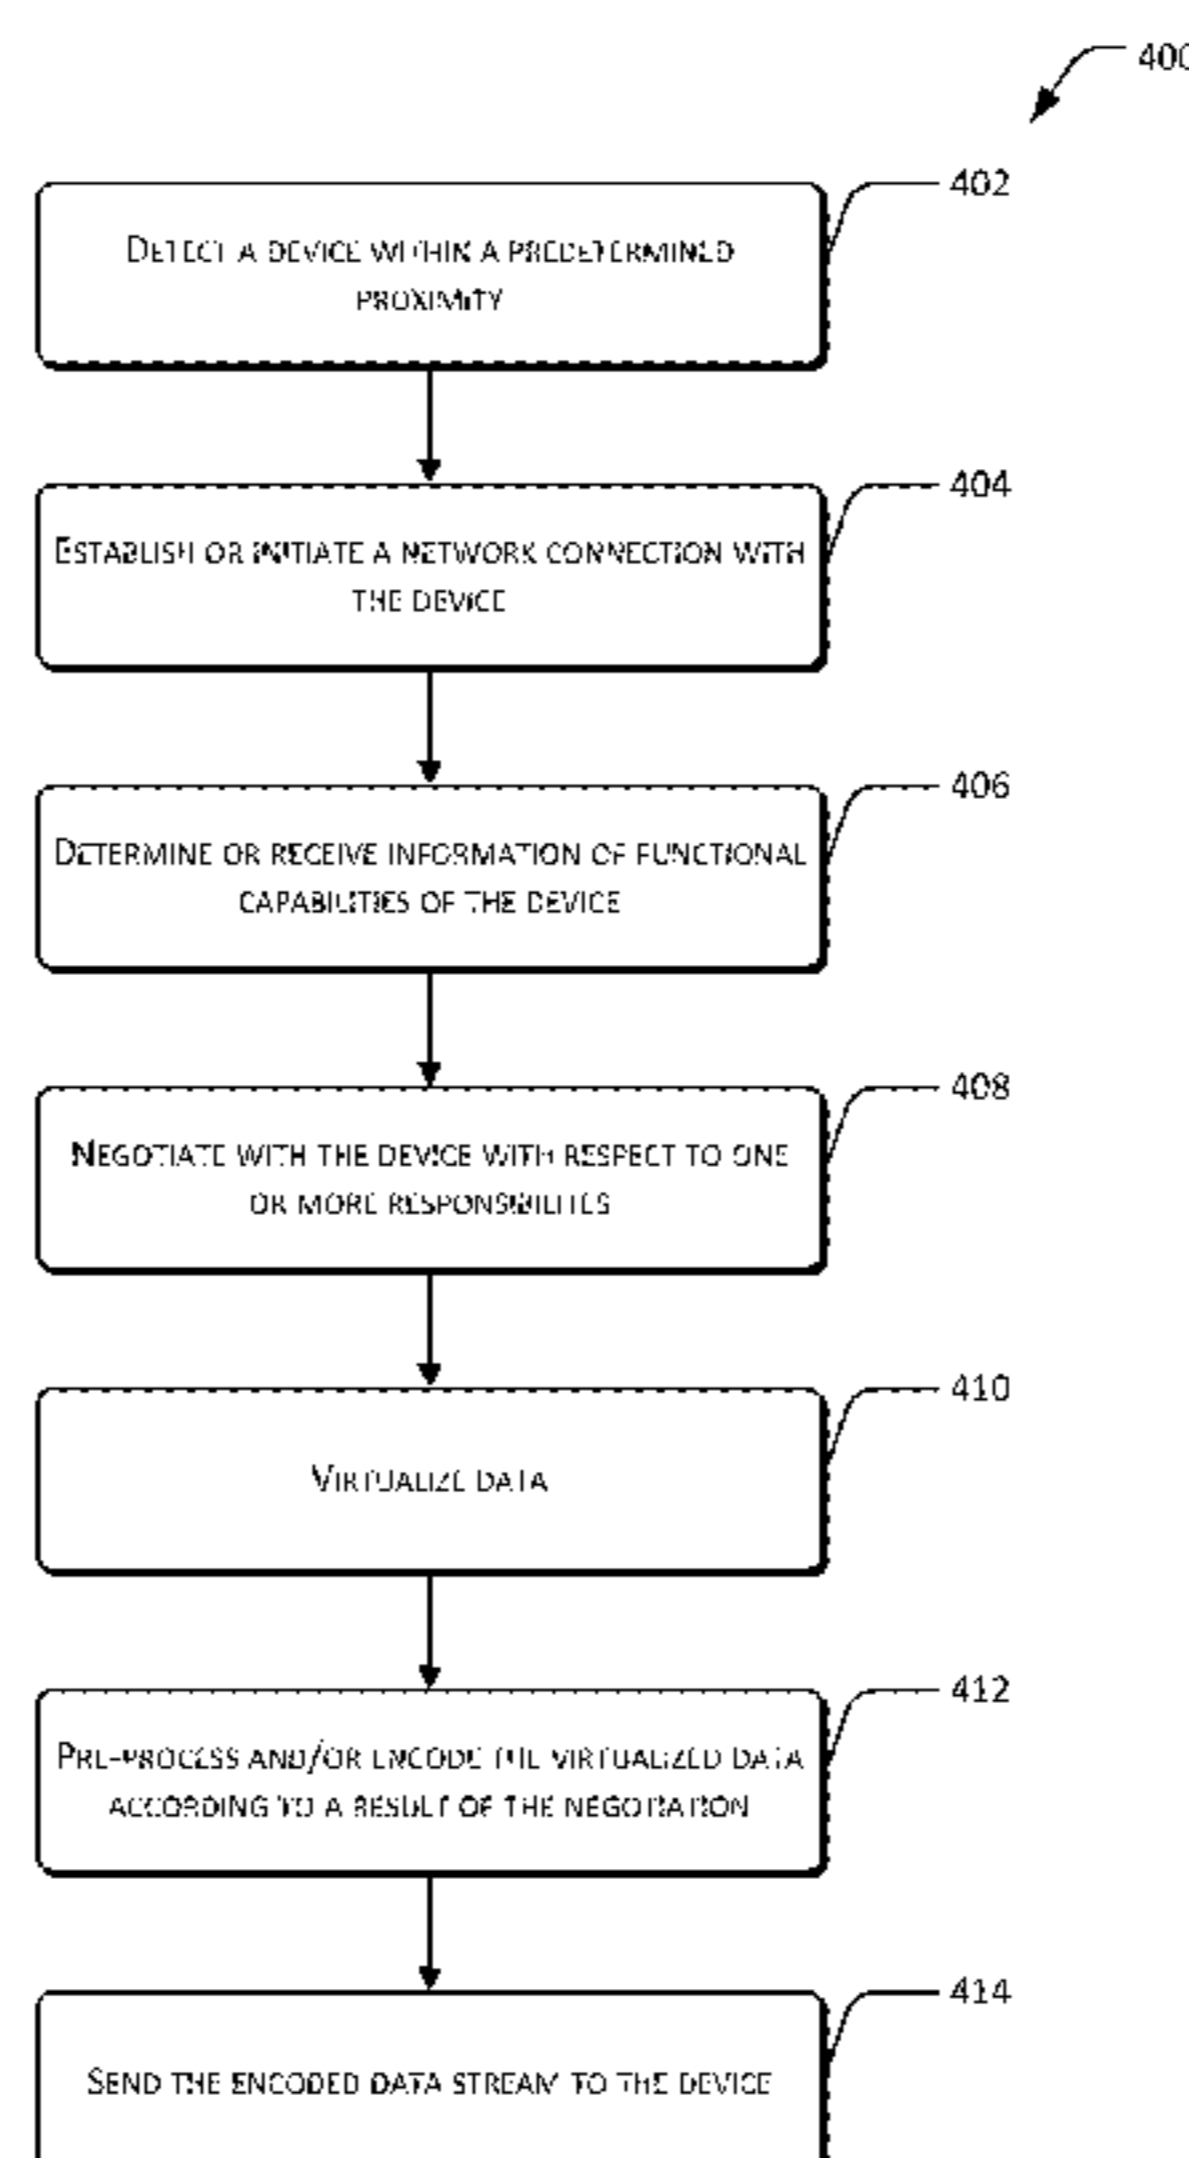 400
402
DETECT A DEVICE WITHIN A PREDETERMINED
PROXIMITY
404
ESTABLISH OR INITIATE A NETWORK CONNECTION WITH
THE DEVICE
406
DETERMINE OR RECEIVE INFORMATION OF FUNCTIONAL
CAPABILITIES OF THE DEVICE
408
NEGOTIATE WITH THE DEVICE WITH RESPECT TO ONE
OR MORE RESPONSIBILITES
410
VIRTUALIZE DATA
412
PRE-PROCESS AND/OR ENCODE THE VIRTUALIZED DATA
ACCORDING TO A RESULT OF THE NEGOTIATION
414
SEND THE ENCODED DATA STREAM TO THE DEVICE